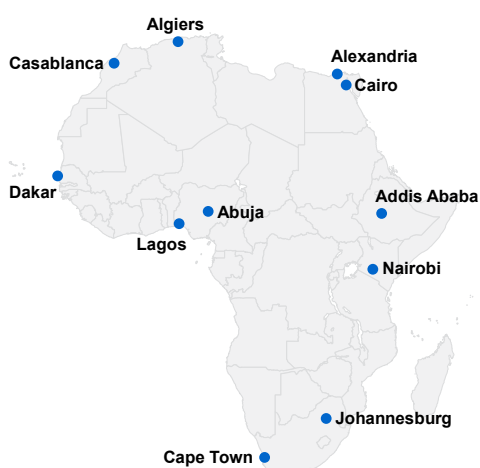 Algiers
Alexandria
Casablanca
Cairo
Dakar
Addis Ababa
Abuja
Lagos
Nairobi
Johannesburg
Cape Town